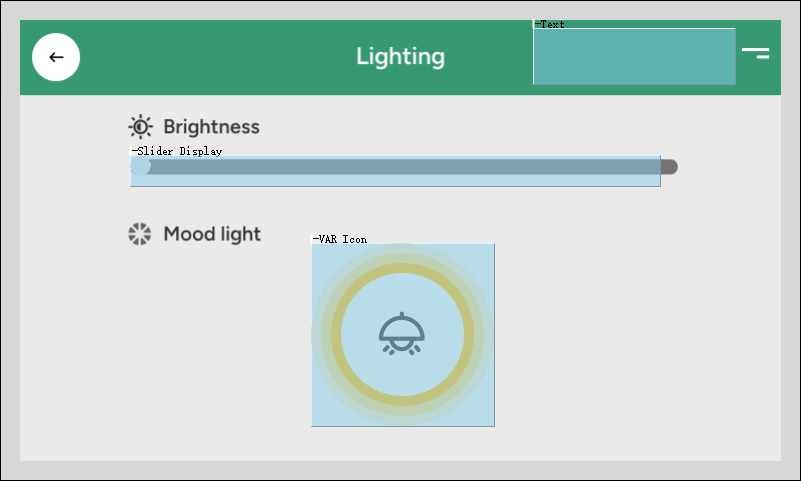 —Text
Lighting
Brightness
—Slider Display
Mood light
—VAR Icon